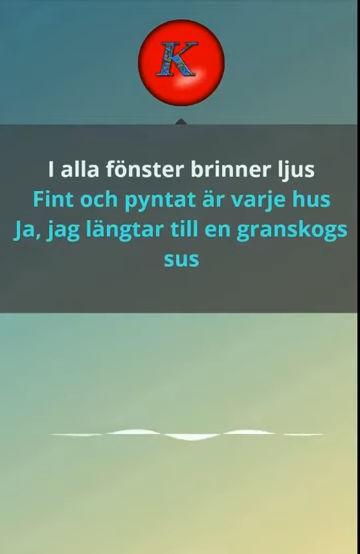 K
I alla fönster brinner ljus
Fint och pyntat är varje hus
Ja, jag längtar till en granskogs
sus